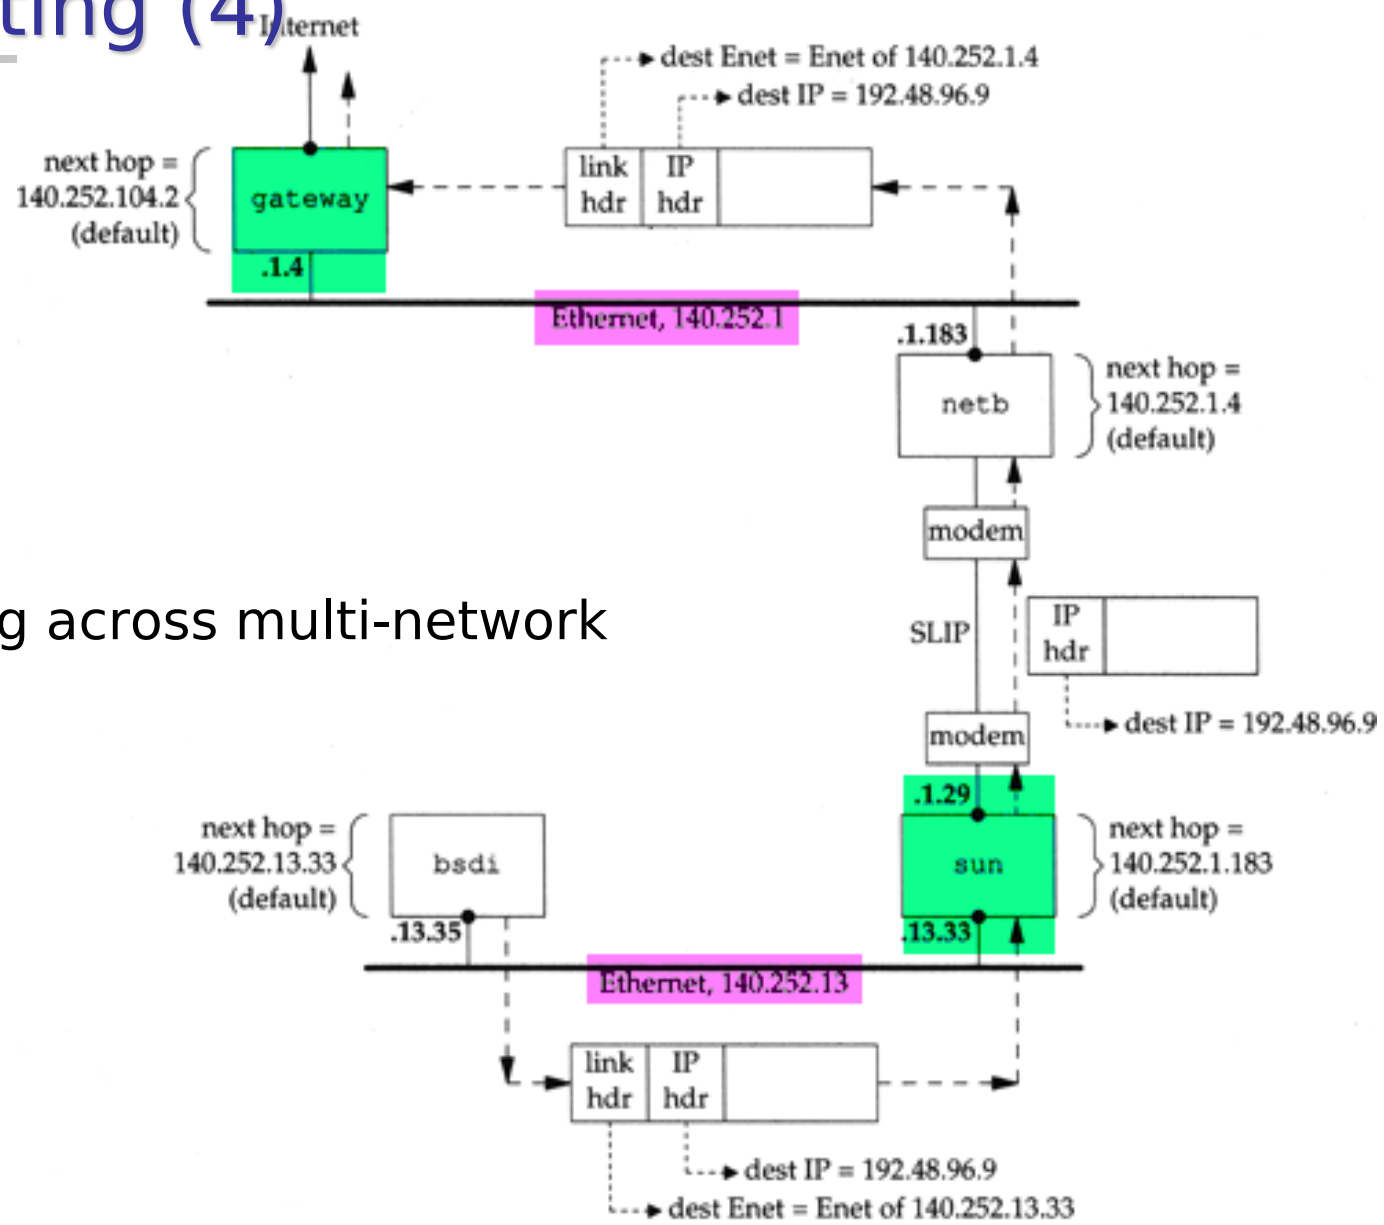 ting (4)
Internet
dest Enet = Enet of 140.252.1.4
dest IP = 192.48.96.9
next hop =
140.252.104.2
(default)
gateway
link
hdr
IP
hdr
.1.4
Ethernet, 140.252.1
.1.183
netb
next hop =
140.252.1.4
(default)
modem
g across multi-network
SLIP
IP
hdr
dest IP = 192.48.96.9
modem
.1.29
next hop =
140.252.13.33
(default)
bsdi
sun
next hop =
140.252.1.183
(default)
.13.35
.13.33
Ethernet, 140.252.13
link
hdr
IP
hdr
dest IP = 192.48.96.9
dest Enet = Enet of 140.252.13.33